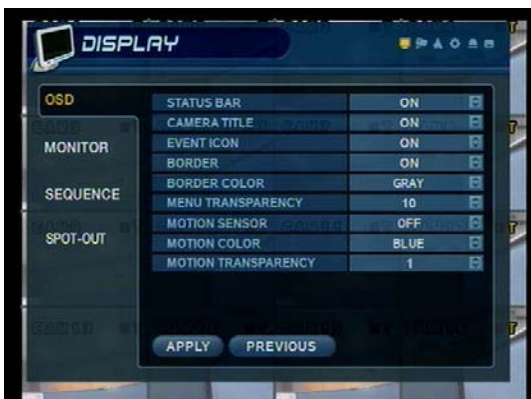 DISPLAY
OSD
MONITOR
SEQUENCE
SPOT-OUT
STATUS BAR ON
CAMERA TITLE ON
EVENT ICON ON
BORDER ON
BORDER COLOR GRAY
MENU TRANSPARENCY 10
MOTION SENSOR OFF
MOTION COLOR BLUE
MOTION TRANSPARENCY 1
APPLY PREVIOUS